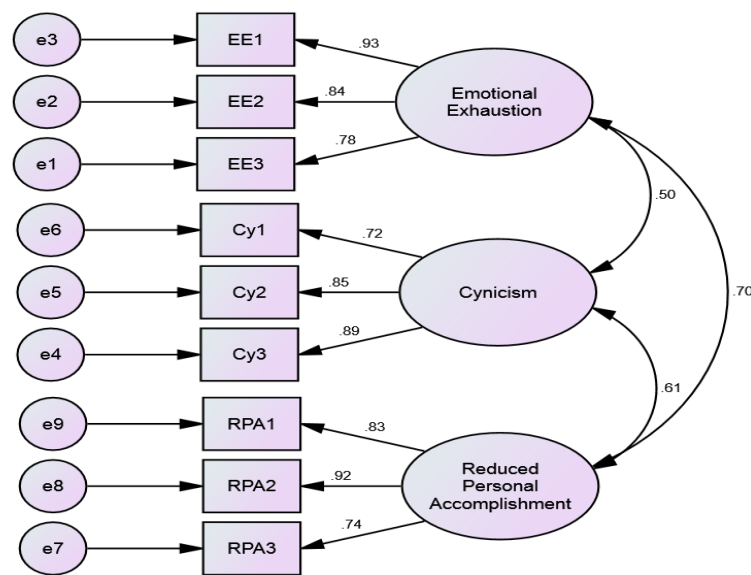 e3
EE1
.93
e2
EE2
.84
Emotional
Exhaustion
e1
EE3
.78
.50
e6
Cy1
.72
e5
Cy2
.85
Cynicism
.70
e4
Cy3
.89
.61
e9
RPA1
.83
e8
RPA2
.92
Reduced
Personal
Accomplishment
e7
RPA3
.74